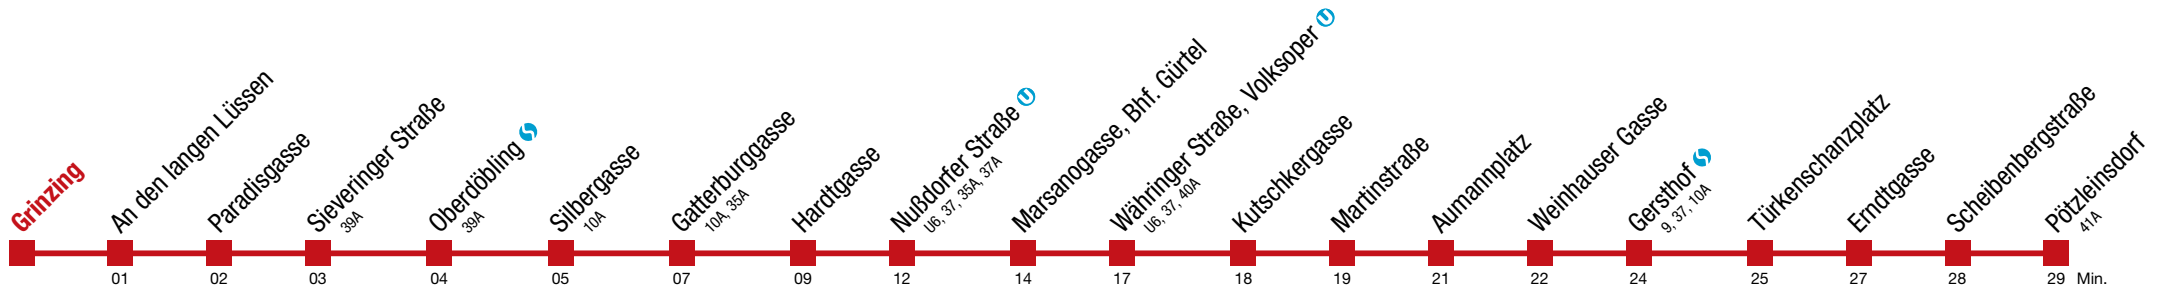 Grinzing
An den langen Lüssen
Paradisgasse
Sieveringer Straße
39A
Oberdöbling
39A
Silbergasse
10A
Gatterburggasse
10A, 35A
Hardtgasse
Nußdorfer Straße U
U6, 37, 35A, 37A
Marsanogasse, Bhf. Gürtel
Währinger Straße, Volksoper U
U6, 37, 40A
Kutschkergasse
Martinstraße
Aumannplatz
Weinhauser Gasse
Gersthof
9, 37, 10A
Türkenschanzplatz
Erndtgasse
Scheibenbergstraße
Pötzleinsdorf
41A
01 02 03 04 05 07 09 12 14 17 18 19 21 22 24 25 27 28 29 Min.